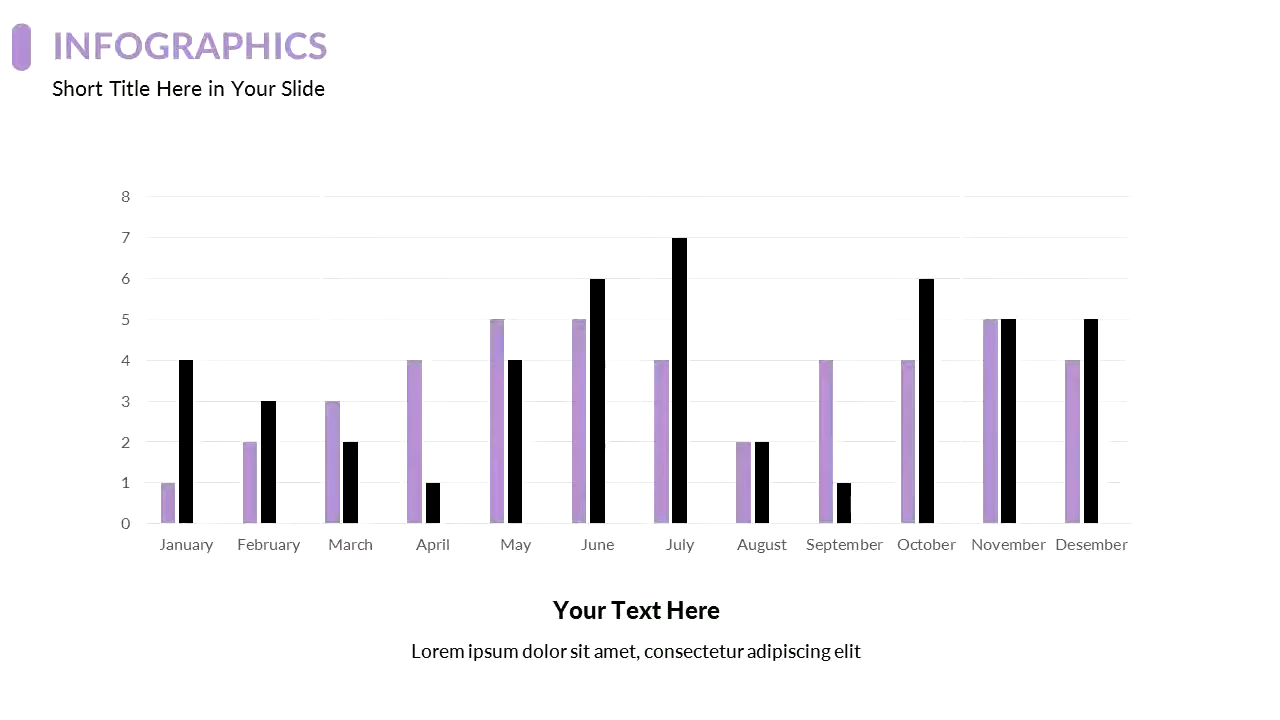 INFOGRAPHICS
Short Title Here in Your Slide
8
7
6
5
4
3
2
1
0
January February March April May June July August September October November Desember
Your Text Here
Lorem ipsum dolor sit amet, consectetur adipiscing elit